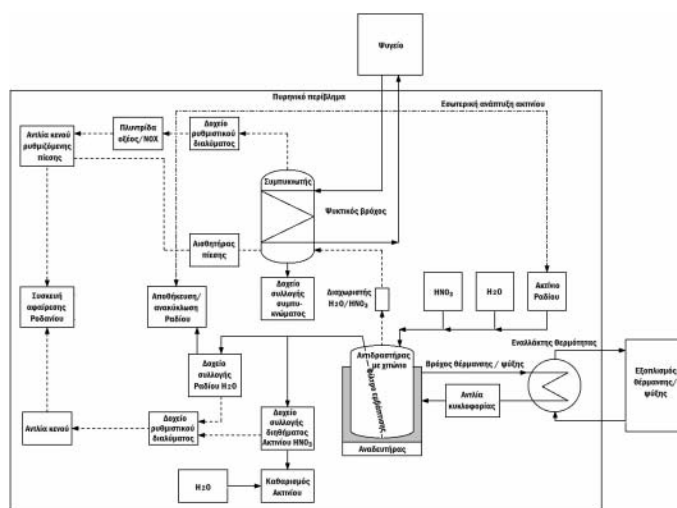 Ψυγείο
Πυρηνικό περίβλημα
Εσωτερική ανάπτυξη ακτινίου
Αντλία κενού
ρυθμιζόμενης
πίεσης
Πλυντρίδα
οξέος/NOX
Δοχείο
ρυθμιστικού
διαλύματος
Συμπυκνωτής
Ψυκτικός βρόχος
Αισθητήρας
πίεσης
Συσκευή
αφαίρεσης
Ραδονίου
Αποθήκευση/
ανακύκλωση
Ραδίου
Δοχείο
συλλογής
συμπυ-
κνώματος
Διαχωριστής
H2O/HNO3
HNO3
H2O
Ακτίνιο
Ραδίου
Εναλλάκτης θερμότητας
Αντιδραστήρας
με χιτώνιο
Βρόχος θέρμανσης / ψύξης
Εξοπλισμός
θέρμανσης/
ψύξης
Δοχείο
συλλογής
Ραδίου H2O
Φίλτρο εμβάπτισης
Αντλία
κυκλοφορίας
Αντλία κενού
Δοχείο
ρυθμιστικού
διαλύματος
Δοχείο
συλλογής
διηθήματος
Ακτινίου HNO3
Αναδευτήρας
H2O
Καθαρισμός
Ακτινίου